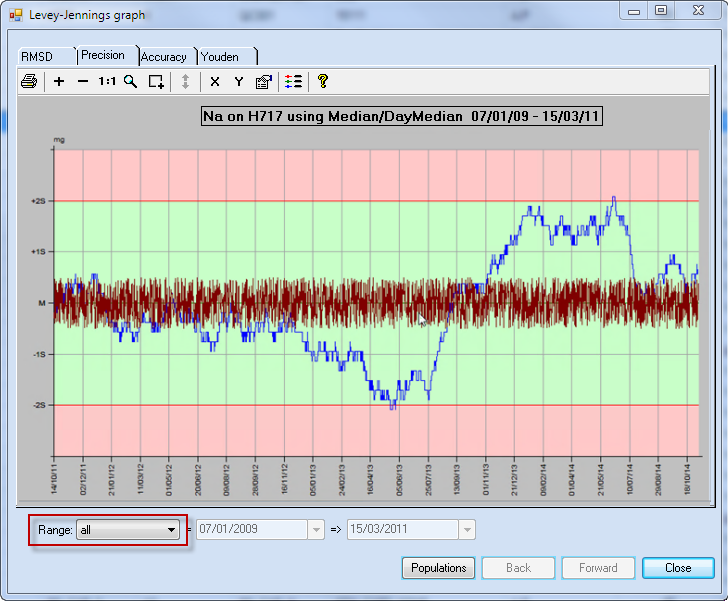 Levey-Jennings graph
RMSD Precision Accuracy Youden
+ − 1:1 X Y ?
Na on H717 using Median/DayMedian 07/01/09 - 15/03/11
mg
+2S
+1S
M
-1S
-2S
14/10/11 02/12/11 21/01/12 11/03/12 01/05/12 20/06/12 09/08/12 30/08/12 16/11/12 05/01/13 24/02/13 16/04/13 05/06/13 25/07/13 13/09/13 01/11/13 21/12/13 09/02/14 01/04/14 21/05/14 10/07/14 29/08/14 18/10/14
Range: all = 07/01/2009 => 15/03/2011
Populations Back Forward Close